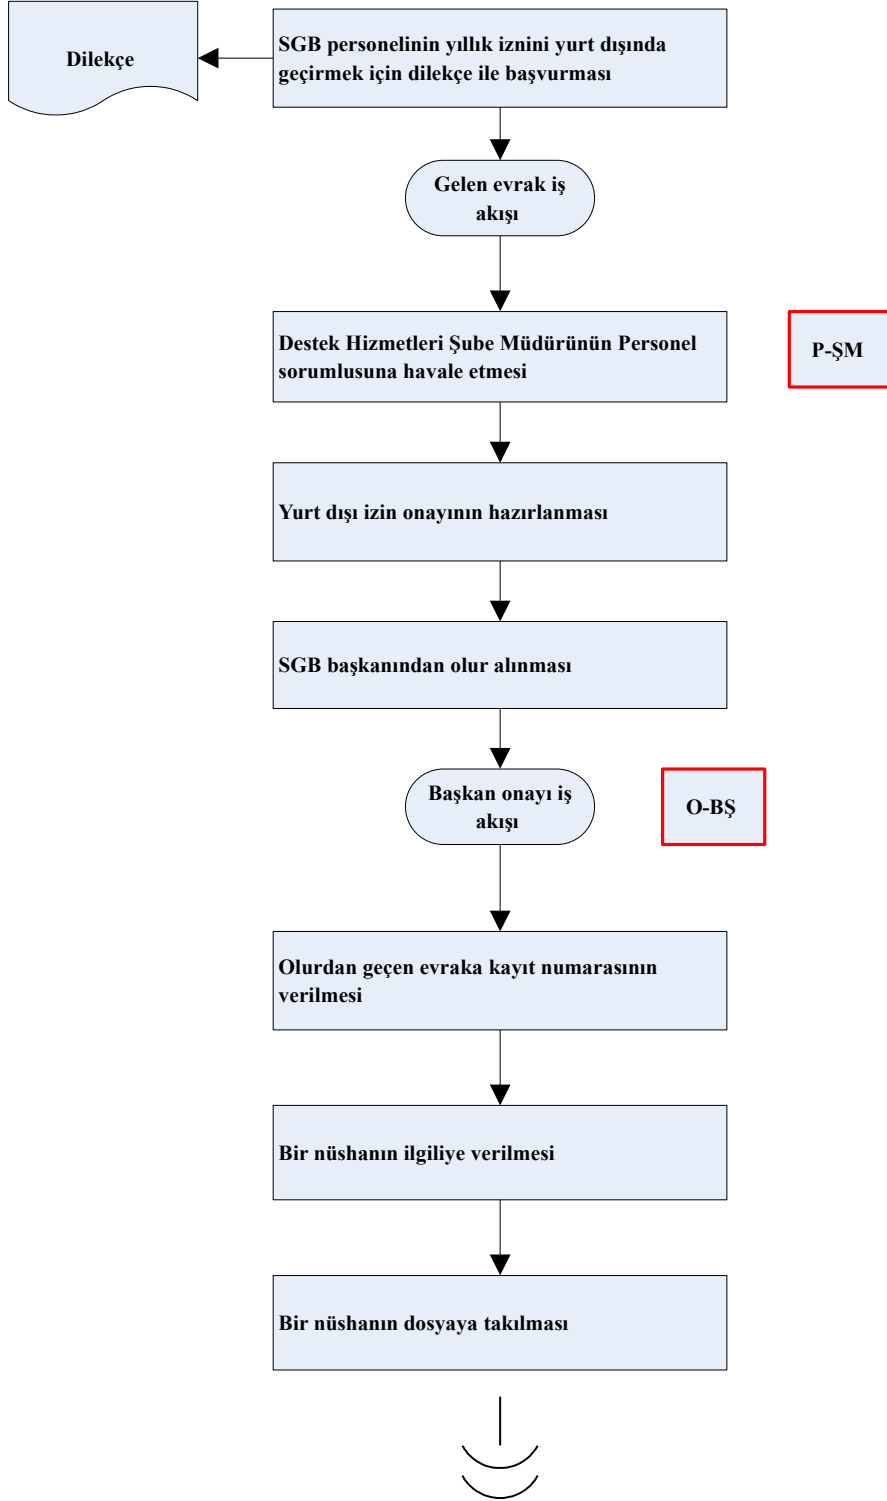 Dilekçe
SGB personelinin yıllık iznini yurt dışında
geçirmek için dilekçe ile başvurması
Gelen evrak iş
akışı
Destek Hizmetleri Şube Müdürünün Personel
sorumlusuna havale etmesi
P-ŞM
Yurt dışı izin onayının hazırlanması
SGB başkanından olur alınması
Başkan onayı iş
akışı
O-BŞ
Olurdan geçen evraka kayıt numarasının
verilmesi
Bir nüshanın ilgiliye verilmesi
Bir nüshanın dosyaya takılması